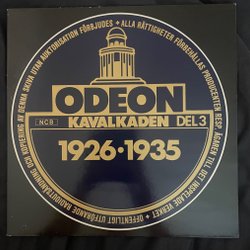 ODEON
NCB KAVALKADEN DEL 3
1926·1935
+ ALLA RÄTTIGHETER FÖRBEHÅLLAS PRODUCENTEN RESP. ÄGAREN TILL DET INSPELADE VERKET + OFFENTLIGT UTFÖRANDE RADIOUTSÄNDNING OCH KOPIERING AV DENNA SKIVA UTAN AUKTORISATION FÖRBJUDES